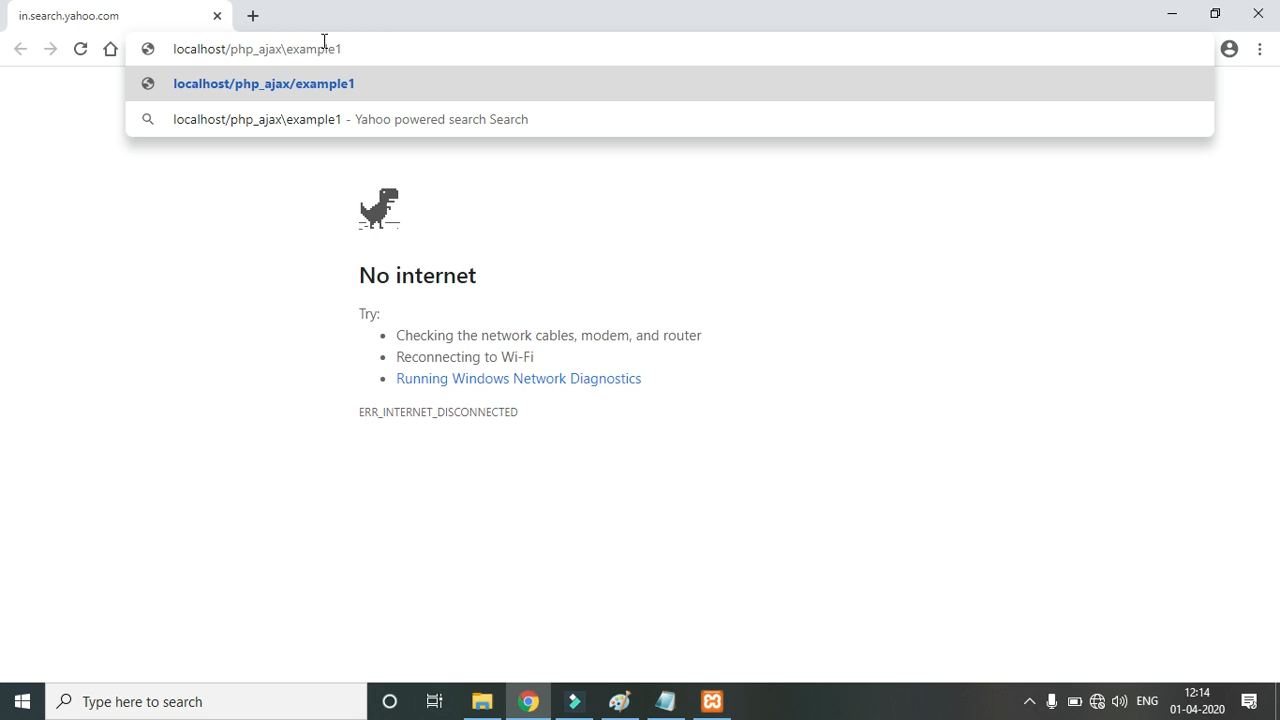 in.search.yahoo.com
localhost/php_ajax\example1
localhost/php_ajax/example1
localhost/php_ajax\example1 - Yahoo powered search Search
No internet
Try:
• Checking the network cables, modem, and router
• Reconnecting to Wi-Fi
• Running Windows Network Diagnostics
ERR_INTERNET_DISCONNECTED
Type here to search
ENG
12:14
01-04-2020